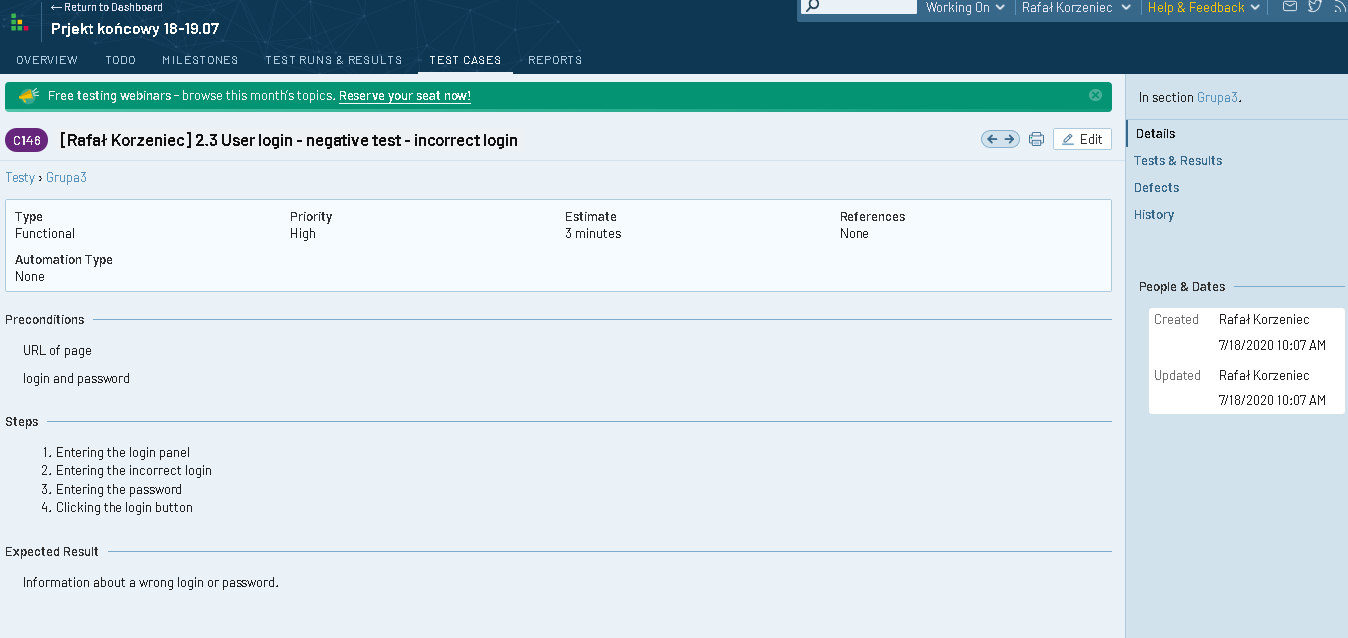 ← Return to Dashboard
Prjekt końcowy 18-19.07
Working On
Rafał Korzeniec
Help & Feedback
OVERVIEW TODO MILESTONES TEST RUNS & RESULTS TEST CASES REPORTS
Free testing webinars - browse this month's topics. Reserve your seat now!
C146 [Rafał Korzeniec] 2.3 User login - negative test - incorrect login
Edit
Testy › Grupa3
Type Priority Estimate References
Functional High 3 minutes None
Automation Type
None
Preconditions
URL of page
login and password
Steps
1. Entering the login panel
2. Entering the incorrect login
3. Entering the password
4. Clicking the login button
Expected Result
Information about a wrong login or password.
In section Grupa3.
Details
Tests & Results
Defects
History
People & Dates
Created Rafał Korzeniec
7/18/2020 10:07 AM
Updated Rafał Korzeniec
7/18/2020 10:07 AM